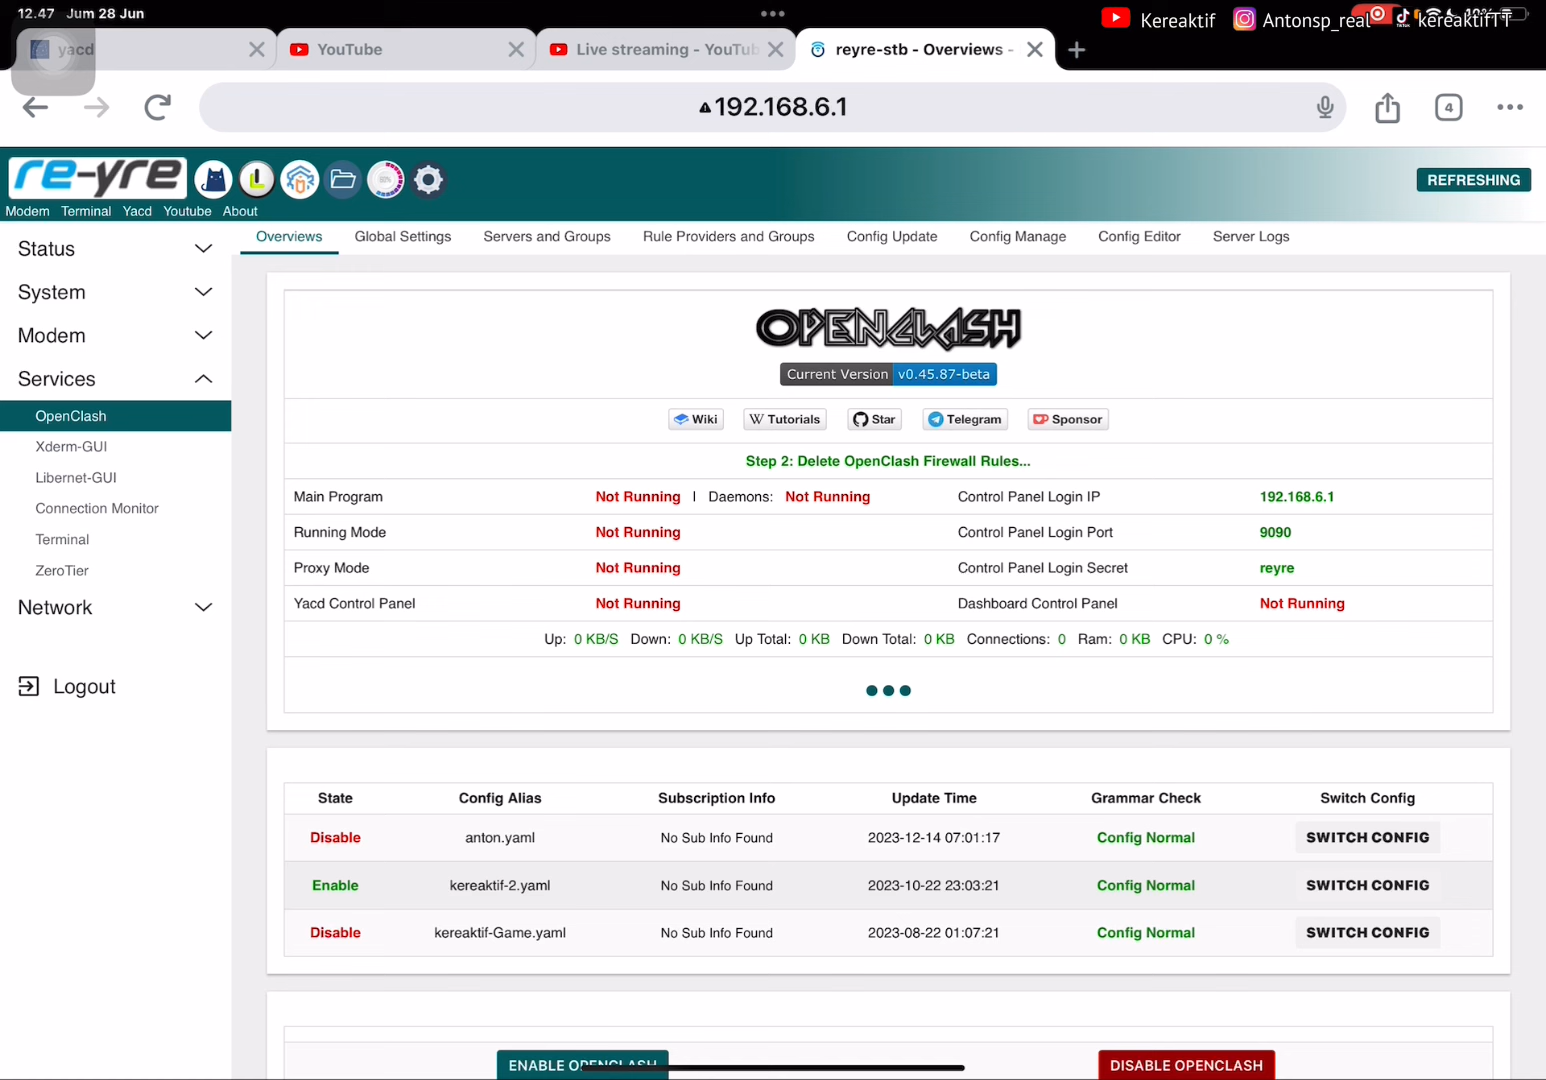 12.47 Jum 28 Jun
Kereaktif
Antonsp_real
kereaktifTT
yacd
YouTube
Live streaming - YouTub
reyre-stb - Overviews -
192.168.6.1
4
re-yre
REFRESHING
Modem Terminal Yacd Youtube About
Status
System
Modem
Services
OpenClash
Xderm-GUI
Libernet-GUI
Connection Monitor
Terminal
ZeroTier
Network
Logout
Overviews Global Settings Servers and Groups Rule Providers and Groups Config Update Config Manage Config Editor Server Logs
OPENCLASH
Current Version v0.45.87-beta
Wiki Tutorials Star Telegram Sponsor
Step 2: Delete OpenClash Firewall Rules...
Main Program Not Running | Daemons: Not Running Control Panel Login IP 192.168.6.1
Running Mode Not Running Control Panel Login Port 9090
Proxy Mode Not Running Control Panel Login Secret reyre
Yacd Control Panel Not Running Dashboard Control Panel Not Running
Up: 0 KB/S Down: 0 KB/S Up Total: 0 KB Down Total: 0 KB Connections: 0 Ram: 0 KB CPU: 0 %
State Config Alias Subscription Info Update Time Grammar Check Switch Config
Disable anton.yaml No Sub Info Found 2023-12-14 07:01:17 Config Normal SWITCH CONFIG
Enable kereaktif-2.yaml No Sub Info Found 2023-10-22 23:03:21 Config Normal SWITCH CONFIG
Disable kereaktif-Game.yaml No Sub Info Found 2023-08-22 01:07:21 Config Normal SWITCH CONFIG
ENABLE OPENCLASH DISABLE OPENCLASH